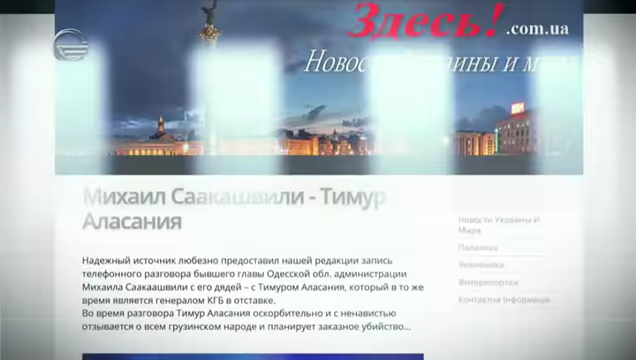 Здесь! .com.ua
Новос и м
Михаил Саакашвили - Тимур
Аласания
Надежный источник любезно предоставил нашей редакции запись
телефонного разговора бывшего главы Одесской обл. администрации
Михаила Саакаашвили с его дядей – с Тимуром Аласания, который в то же
время является генералом КГБ в отставке.
Во время разговора Тимур Аласания оскорбительно и с ненавистью
отзывается о всем грузинском народе и планирует заказное убийство...
Новости Украины И
Мира
Политика
Экономика
Фоторепортаж
Контактна Інформація